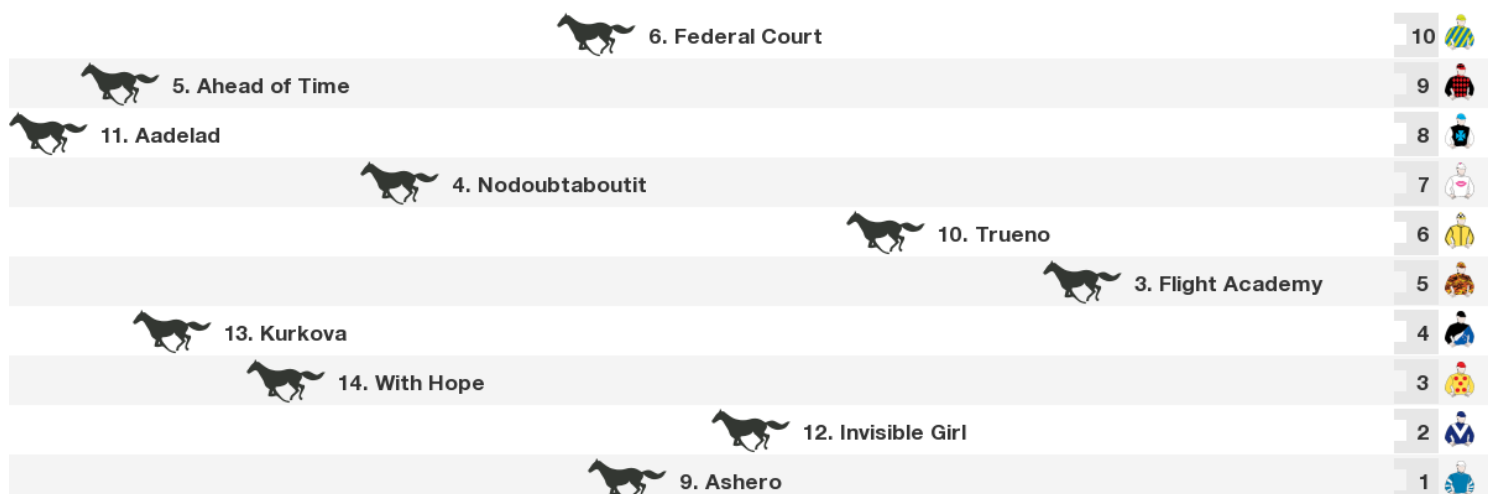 6. Federal Court 10
5. Ahead of Time 9
11. Aadelad 8
4. Nodoubtaboutit 7
10. Trueno 6
3. Flight Academy 5
13. Kurkova 4
14. With Hope 3
12. Invisible Girl 2
9. Ashero 1